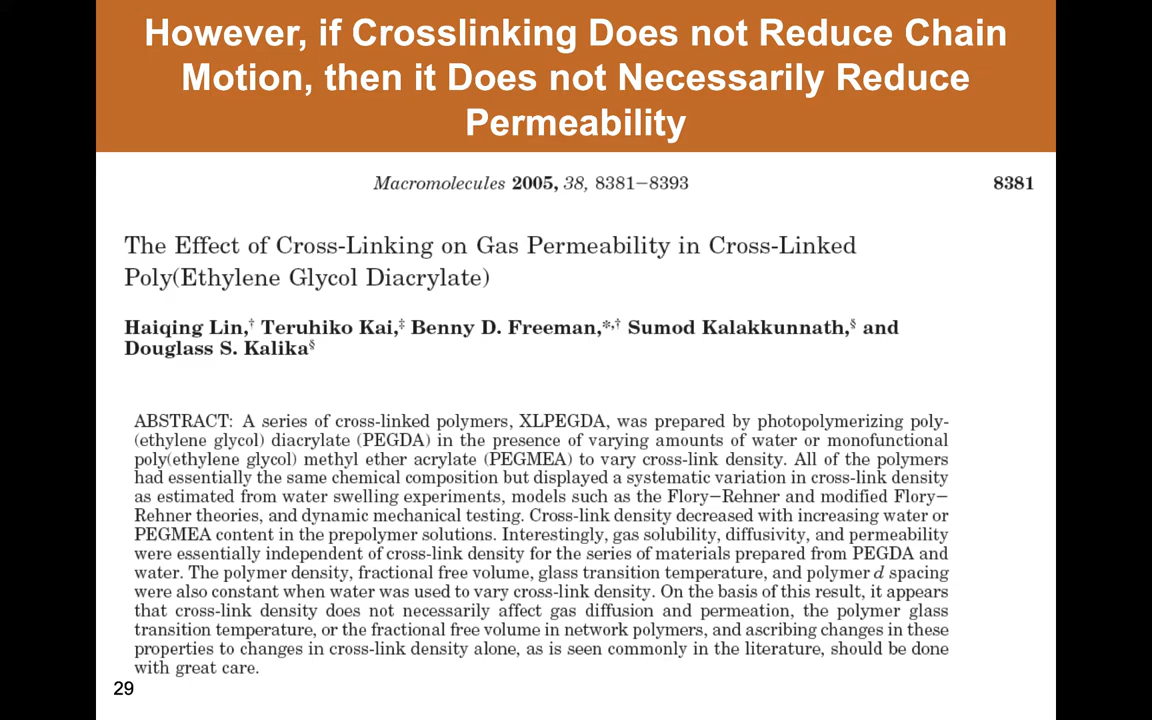 However, if Crosslinking Does not Reduce Chain
Motion, then it Does not Necessarily Reduce
Permeability
Macromolecules 2005, 38, 8381−8393
8381
The Effect of Cross-Linking on Gas Permeability in Cross-Linked
Poly(Ethylene Glycol Diacrylate)
Haiqing Lin,† Teruhiko Kai,‡ Benny D. Freeman,*,† Sumod Kalakkunnath,§ and
Douglass S. Kalika§
ABSTRACT: A series of cross-linked polymers, XLPEGDA, was prepared by photopolymerizing poly-
(ethylene glycol) diacrylate (PEGDA) in the presence of varying amounts of water or monofunctional
poly(ethylene glycol) methyl ether acrylate (PEGMEA) to vary cross-link density. All of the polymers
had essentially the same chemical composition but displayed a systematic variation in cross-link density
as estimated from water swelling experiments, models such as the Flory−Rehner and modified Flory−
Rehner theories, and dynamic mechanical testing. Cross-link density decreased with increasing water or
PEGMEA content in the prepolymer solutions. Interestingly, gas solubility, diffusivity, and permeability
were essentially independent of cross-link density for the series of materials prepared from PEGDA and
water. The polymer density, fractional free volume, glass transition temperature, and polymer d spacing
were also constant when water was used to vary cross-link density. On the basis of this result, it appears
that cross-link density does not necessarily affect gas diffusion and permeation, the polymer glass
transition temperature, or the fractional free volume in network polymers, and ascribing changes in these
properties to changes in cross-link density alone, as is seen commonly in the literature, should be done
with great care.
29